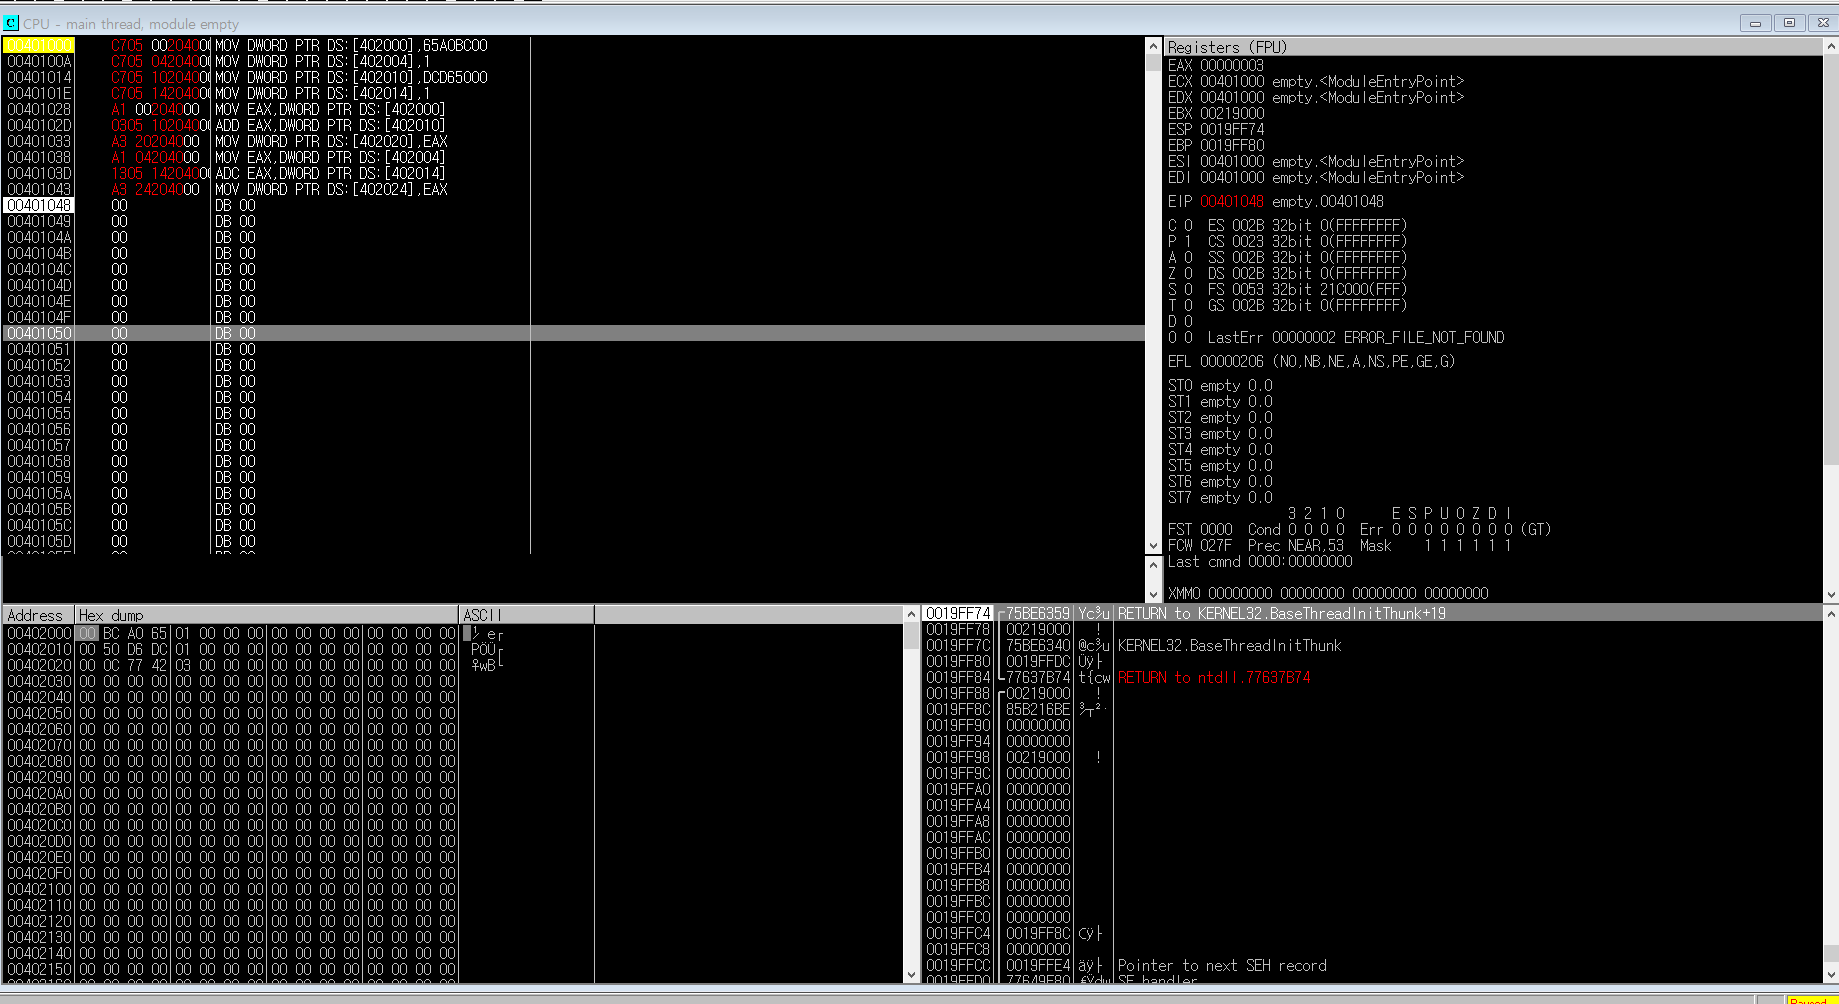 CPU - main thread, module empty
00401000 C705 00204000 MOV DWORD PTR DS:[402000],65A0BC00
0040100A C705 04204000 MOV DWORD PTR DS:[402004],1
00401014 C705 10204000 MOV DWORD PTR DS:[402010],DCD65000
0040101E C705 14204000 MOV DWORD PTR DS:[402014],1
00401028 A1 00204000 MOV EAX,DWORD PTR DS:[402000]
0040102D 0305 10204000 ADD EAX,DWORD PTR DS:[402010]
00401033 A3 20204000 MOV DWORD PTR DS:[402020],EAX
00401038 A1 04204000 MOV EAX,DWORD PTR DS:[402004]
0040103D 1305 14204000 ADC EAX,DWORD PTR DS:[402014]
00401043 A3 24204000 MOV DWORD PTR DS:[402024],EAX
00401048 00 DB 00
00401049 00 DB 00
0040104A 00 DB 00
0040104B 00 DB 00
0040104C 00 DB 00
0040104D 00 DB 00
0040104E 00 DB 00
0040104F 00 DB 00
00401050 00 DB 00
00401051 00 DB 00
00401052 00 DB 00
00401053 00 DB 00
00401054 00 DB 00
00401055 00 DB 00
00401056 00 DB 00
00401057 00 DB 00
00401058 00 DB 00
00401059 00 DB 00
0040105A 00 DB 00
0040105B 00 DB 00
0040105C 00 DB 00
0040105D 00 DB 00
Registers (FPU)
EAX 00000003
ECX 00401000 empty.<ModuleEntryPoint>
EDX 00401000 empty.<ModuleEntryPoint>
EBX 00219000
ESP 0019FF74
EBP 0019FF80
ESI 00401000 empty.<ModuleEntryPoint>
EDI 00401000 empty.<ModuleEntryPoint>
EIP 00401048 empty.00401048
C 0 ES 002B 32bit 0(FFFFFFFF)
P 1 CS 0023 32bit 0(FFFFFFFF)
A 0 SS 002B 32bit 0(FFFFFFFF)
Z 0 DS 002B 32bit 0(FFFFFFFF)
S 0 FS 0053 32bit 21C000(FFF)
T 0 GS 002B 32bit 0(FFFFFFFF)
D 0
O 0 LastErr 00000002 ERROR_FILE_NOT_FOUND
EFL 00000206 (NO,NB,NE,A,NS,PE,GE,G)
ST0 empty 0.0
ST1 empty 0.0
ST2 empty 0.0
ST3 empty 0.0
ST4 empty 0.0
ST5 empty 0.0
ST6 empty 0.0
ST7 empty 0.0
3 2 1 0 E S P U O Z D I
FST 0000 Cond 0 0 0 0 Err 0 0 0 0 0 0 0 0 (GT)
FCW 027F Prec NEAR,53 Mask 1 1 1 1 1 1
Last cmnd 0000:00000000
XMM0 00000000 00000000 00000000 00000000
Address Hex dump ASCII
00402000 00 BC A0 65 01 00 00 00 00 00 00 00 00 00 00 00
00402010 00 50 D6 DC 01 00 00 00 00 00 00 00 00 00 00 00
00402020 00 0C 77 42 03 00 00 00 00 00 00 00 00 00 00 00
00402030 00 00 00 00 00 00 00 00 00 00 00 00 00 00 00 00
00402040 00 00 00 00 00 00 00 00 00 00 00 00 00 00 00 00
00402050 00 00 00 00 00 00 00 00 00 00 00 00 00 00 00 00
00402060 00 00 00 00 00 00 00 00 00 00 00 00 00 00 00 00
00402070 00 00 00 00 00 00 00 00 00 00 00 00 00 00 00 00
00402080 00 00 00 00 00 00 00 00 00 00 00 00 00 00 00 00
00402090 00 00 00 00 00 00 00 00 00 00 00 00 00 00 00 00
004020A0 00 00 00 00 00 00 00 00 00 00 00 00 00 00 00 00
004020B0 00 00 00 00 00 00 00 00 00 00 00 00 00 00 00 00
004020C0 00 00 00 00 00 00 00 00 00 00 00 00 00 00 00 00
004020D0 00 00 00 00 00 00 00 00 00 00 00 00 00 00 00 00
004020E0 00 00 00 00 00 00 00 00 00 00 00 00 00 00 00 00
004020F0 00 00 00 00 00 00 00 00 00 00 00 00 00 00 00 00
00402100 00 00 00 00 00 00 00 00 00 00 00 00 00 00 00 00
00402110 00 00 00 00 00 00 00 00 00 00 00 00 00 00 00 00
00402120 00 00 00 00 00 00 00 00 00 00 00 00 00 00 00 00
00402130 00 00 00 00 00 00 00 00 00 00 00 00 00 00 00 00
00402140 00 00 00 00 00 00 00 00 00 00 00 00 00 00 00 00
00402150 00 00 00 00 00 00 00 00 00 00 00 00 00 00 00 00
0019FF74 75BE6359 Yc¾u RETURN to KERNEL32.BaseThreadInitThunk+19
0019FF78 00219000 !
0019FF7C 75BE6340 @c¾u KERNEL32.BaseThreadInitThunk
0019FF80 0019FFDC Üÿ├
0019FF84 77637B74 t{cw RETURN to ntdll.77637B74
0019FF88 00219000 !
0019FF8C 85B216BE
0019FF90 00000000
0019FF94 00000000
0019FF98 00219000 !
0019FF9C 00000000
0019FFA0 00000000
0019FFA4 00000000
0019FFA8 00000000
0019FFAC 00000000
0019FFB0 00000000
0019FFB4 00000000
0019FFB8 00000000
0019FFBC 00000000
0019FFC0 00000000
0019FFC4 0019FF8C Cÿ├
0019FFC8 00000000
0019FFCC 0019FFE4 äÿ├ Pointer to next SEH record
0019FFD0 77649F80 SE handler
Paused